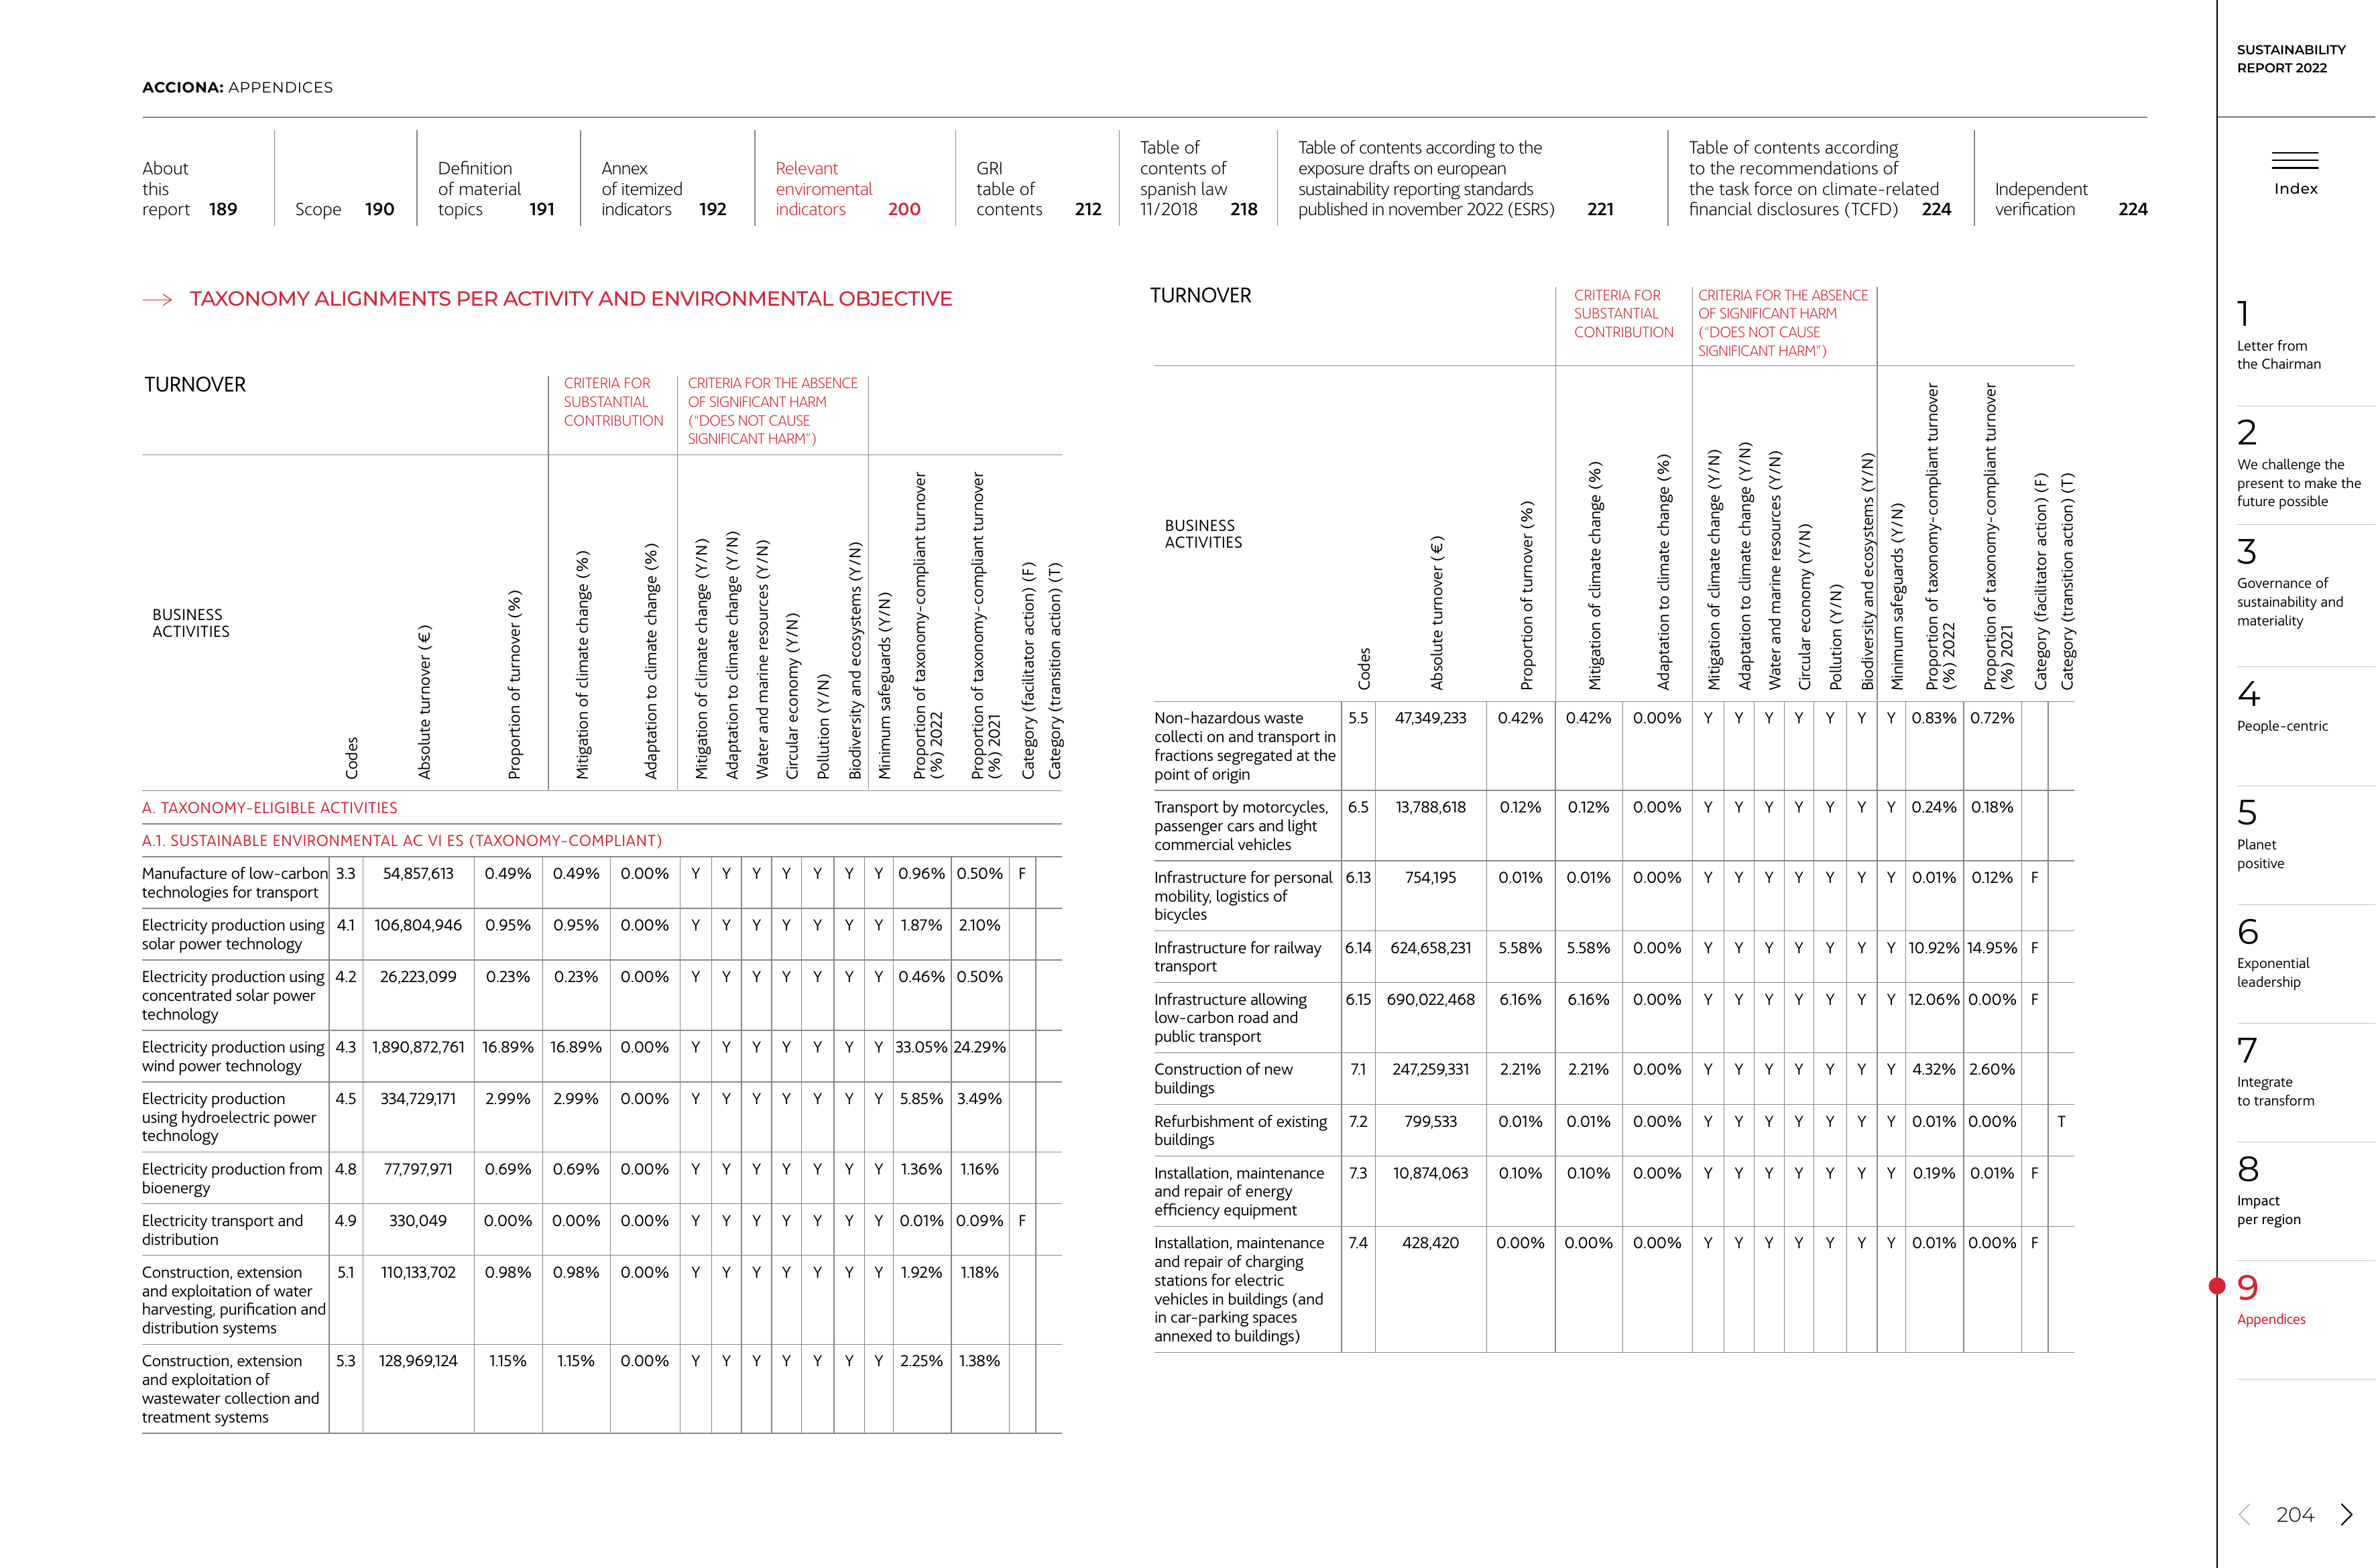 ACCIONA: APPENDICES
About
this
report 189
Scope 190
Definition
of material
topics 191
Annex
of itemized
indicators 192
Relevant
enviromental
indicators 200
GRI
table of
contents 212
Table of
contents of
spanish law
11/2018 218
Table of contents according to the
exposure drafts on european
sustainability reporting standards
published in november 2022 (ESRS) 221
Table of contents according
to the recommendations of
the task force on climate-related
financial disclosures (TCFD) 224
Independent
verification 224
TAXONOMY ALIGNMENTS PER ACTIVITY AND ENVIRONMENTAL OBJECTIVE
TURNOVER
CRITERIA FOR
SUBSTANTIAL
CONTRIBUTION
CRITERIA FOR THE ABSENCE
OF SIGNIFICANT HARM
(“DOES NOT CAUSE
SIGNIFICANT HARM”)
BUSINESS
ACTIVITIES
Codes
Absolute turnover (€)
Proportion of turnover (%)
Mitigation of climate change (%)
Adaptation to climate change (%)
Mitigation of climate change (Y/N)
Adaptation to climate change (Y/N)
Water and marine resources (Y/N)
Circular economy (Y/N)
Pollution (Y/N)
Biodiversity and ecosystems (Y/N)
Minimum safeguards (Y/N)
Proportion of taxonomy-compliant turnover
(%) 2022
Proportion of taxonomy-compliant turnover
(%) 2021
Category (facilitator action) (F)
Category (transition action) (T)
A. TAXONOMY-ELIGIBLE ACTIVITIES
A.1. SUSTAINABLE ENVIRONMENTAL AC VI ES (TAXONOMY-COMPLIANT)
Manufacture of low-carbon 3.3 54,857,613 0.49% 0.49% 0.00% Y Y Y Y Y Y Y 0.96% 0.50% F
technologies for transport
Electricity production using 4.1 106,804,946 0.95% 0.95% 0.00% Y Y Y Y Y Y Y 1.87% 2.10%
solar power technology
Electricity production using 4.2 26,223,099 0.23% 0.23% 0.00% Y Y Y Y Y Y Y 0.46% 0.50%
concentrated solar power
technology
Electricity production using 4.3 1,890,872,761 16.89% 16.89% 0.00% Y Y Y Y Y Y Y 33.05% 24.29%
wind power technology
Electricity production 4.5 334,729,171 2.99% 2.99% 0.00% Y Y Y Y Y Y Y 5.85% 3.49%
using hydroelectric power
technology
Electricity production from 4.8 77,797,971 0.69% 0.69% 0.00% Y Y Y Y Y Y Y 1.36% 1.16%
bioenergy
Electricity transport and 4.9 330,049 0.00% 0.00% 0.00% Y Y Y Y Y Y Y 0.01% 0.09% F
distribution
Construction, extension 5.1 110,133,702 0.98% 0.98% 0.00% Y Y Y Y Y Y Y 1.92% 1.18%
and exploitation of water
harvesting, purification and
distribution systems
Construction, extension 5.3 128,969,124 1.15% 1.15% 0.00% Y Y Y Y Y Y Y 2.25% 1.38%
and exploitation of
wastewater collection and
treatment systems
TURNOVER
CRITERIA FOR
SUBSTANTIAL
CONTRIBUTION
CRITERIA FOR THE ABSENCE
OF SIGNIFICANT HARM
(“DOES NOT CAUSE
SIGNIFICANT HARM”)
BUSINESS
ACTIVITIES
Codes
Absolute turnover (€)
Proportion of turnover (%)
Mitigation of climate change (%)
Adaptation to climate change (%)
Mitigation of climate change (Y/N)
Adaptation to climate change (Y/N)
Water and marine resources (Y/N)
Circular economy (Y/N)
Pollution (Y/N)
Biodiversity and ecosystems (Y/N)
Minimum safeguards (Y/N)
Proportion of taxonomy-compliant turnover
(%) 2022
Proportion of taxonomy-compliant turnover
(%) 2021
Category (facilitator action) (F)
Category (transition action) (T)
Non-hazardous waste 5.5 47,349,233 0.42% 0.42% 0.00% Y Y Y Y Y Y Y 0.83% 0.72%
collecti on and transport in
fractions segregated at the
point of origin
Transport by motorcycles, 6.5 13,788,618 0.12% 0.12% 0.00% Y Y Y Y Y Y Y 0.24% 0.18%
passenger cars and light
commercial vehicles
Infrastructure for personal 6.13 754,195 0.01% 0.01% 0.00% Y Y Y Y Y Y Y 0.01% 0.12% F
mobility, logistics of
bicycles
Infrastructure for railway 6.14 624,658,231 5.58% 5.58% 0.00% Y Y Y Y Y Y Y 10.92% 14.95% F
transport
Infrastructure allowing 6.15 690,022,468 6.16% 6.16% 0.00% Y Y Y Y Y Y Y 12.06% 0.00% F
low-carbon road and
public transport
Construction of new 7.1 247,259,331 2.21% 2.21% 0.00% Y Y Y Y Y Y Y 4.32% 2.60%
buildings
Refurbishment of existing 7.2 799,533 0.01% 0.01% 0.00% Y Y Y Y Y Y Y 0.01% 0.00% T
buildings
Installation, maintenance 7.3 10,874,063 0.10% 0.10% 0.00% Y Y Y Y Y Y Y 0.19% 0.01% F
and repair of energy
efficiency equipment
Installation, maintenance 7.4 428,420 0.00% 0.00% 0.00% Y Y Y Y Y Y Y 0.01% 0.00% F
and repair of charging
stations for electric
vehicles in buildings (and
in car-parking spaces
annexed to buildings)
SUSTAINABILITY
REPORT 2022
Index
1
Letter from
the Chairman
2
We challenge the
present to make the
future possible
3
Governance of
sustainability and
materiality
4
People-centric
5
Planet
positive
6
Exponential
leadership
7
Integrate
to transform
8
Impact
per region
9
Appendices
204